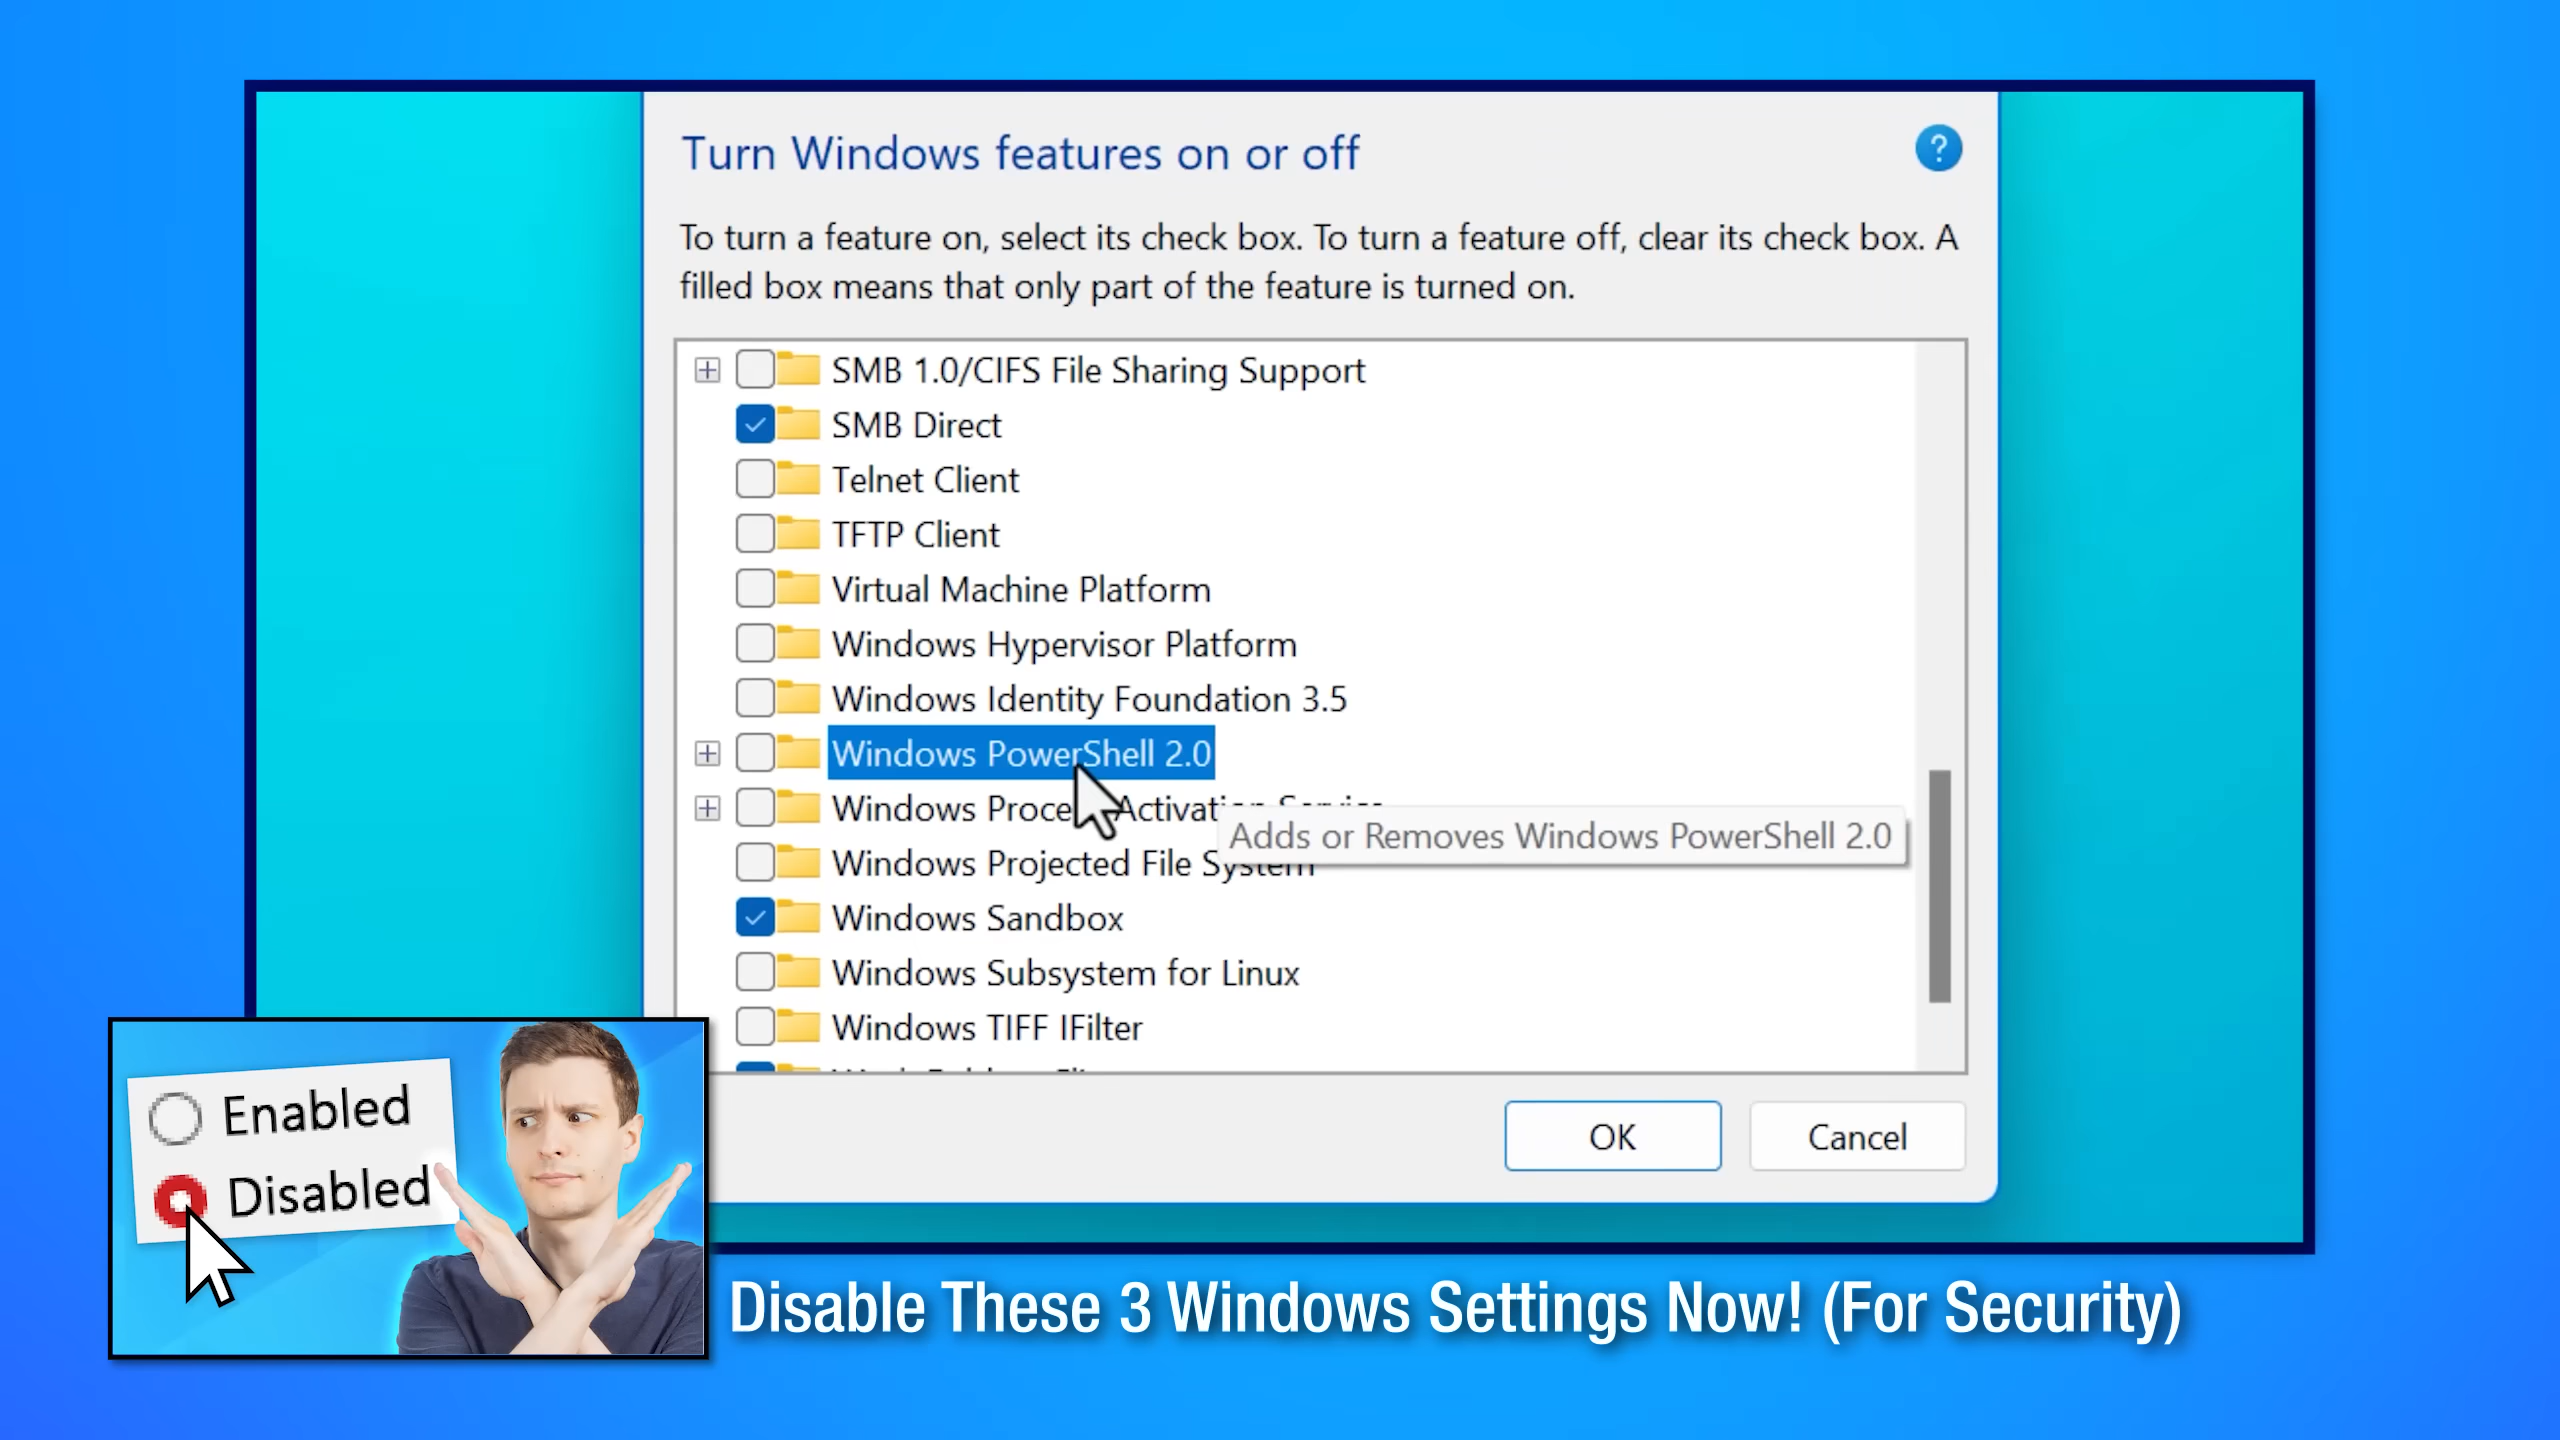 Turn Windows features on or off
?
To turn a feature on, select its check box. To turn a feature off, clear its check box. A
filled box means that only part of the feature is turned on.
SMB 1.0/CIFS File Sharing Support
SMB Direct
Telnet Client
TFTP Client
Virtual Machine Platform
Windows Hypervisor Platform
Windows Identity Foundation 3.5
Windows PowerShell 2.0
Windows Process Activation Service
Adds or Removes Windows PowerShell 2.0
Windows Projected File System
Windows Sandbox
Windows Subsystem for Linux
Windows TIFF IFilter
OK
Cancel
Enabled
Disabled
Disable These 3 Windows Settings Now! (For Security)